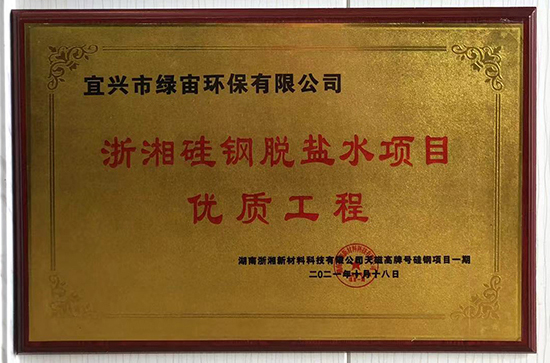 宜兴市绿宙环保有限公司
浙湘硅钢脱盐水项目
优质工程
湖南浙湘新材料科技有限公司无磁高牌号硅钢项目一期
二〇二一年十月十八日